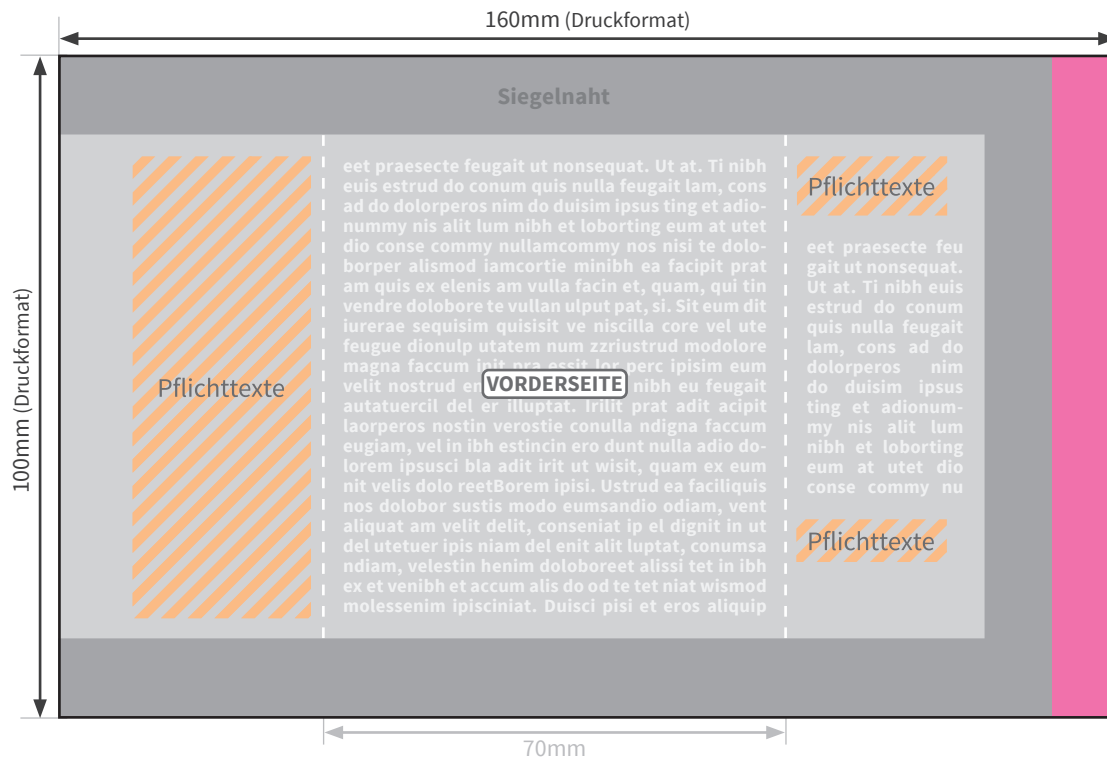 160mm (Druckformat)
Siegelnaht
100mm (Druckformat)
Pflichttexte
eet praesecte feugait ut nonsequat. Ut at. Ti nibh
euis estrud do conum quis nulla feugait lam, cons
ad do dolorperos nim do duisim ipsus ting et adio-
nummy nis alit lum nibh et loborting eum at utet
dio conse commy nullamcommy nos nisi te dolo-
borper alismod iamcortie minibh ea facipit prat
am quis ex elenis am vulla facin et, quam, qui tin
vendre dolobore te vullan ulput pat, si. Sit eum dit
iurerae sequisim quisisit ve niscilla core vel ute
feugue dionulp utatem num zzriustrud modolore
magna faccum ipit pra essit lor perc ipisim eum
velit nostrud en VORDERSEITE nibh ex feugait
autatuercil del er illuptat. Irilit prat adit acipit
laorperos nostin verostie conulla ndigna faccum
eugiam, vel in ibh estincin ero dunt nulla adio do-
lorem ipsusci bla adit irit ut wisit, quam ex eum
nit velis dolo reetBorem ipisi. Ustrud ea faciliquis
nos dolobor sustis modo eumsandio odiam, vent
aliquat am velit delit, conseniat ip el dignit in ut
del utetuer ipis niam del enit alit luptat, conumsa
ndiam, velestin henim doloboreet alissi tet in ibh
ex et venibh et accum alis do od te tet niat wismod
molessenim ipisciniat. Duisci pisi et eros aliquip
Pflichttexte
eet praesecte feu
gait ut nonsequat.
Ut at. Ti nibh euis
estrud do conum
quis nulla feugait
lam, cons ad do
dolorperos nim
do duisim ipsus
ting et adionum-
my nis alit lum
nibh et loborting
eum at utet dio
conse commy nu
Pflichttexte
70mm